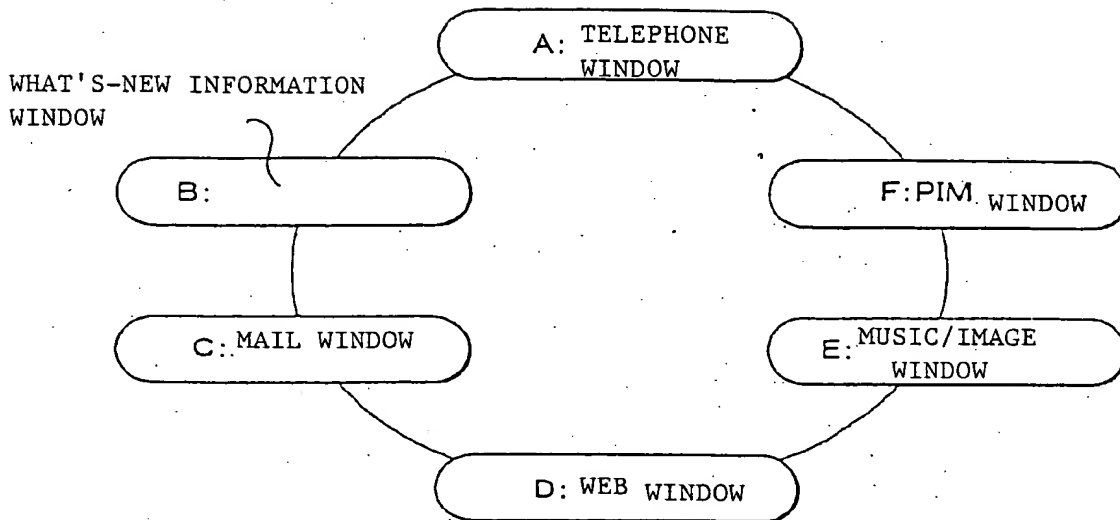 A: TELEPHONE
WINDOW
WHAT'S-NEW INFORMATION
WINDOW
B:
F: PIM WINDOW
C: MAIL WINDOW
E: MUSIC/IMAGE
WINDOW
D: WEB WINDOW